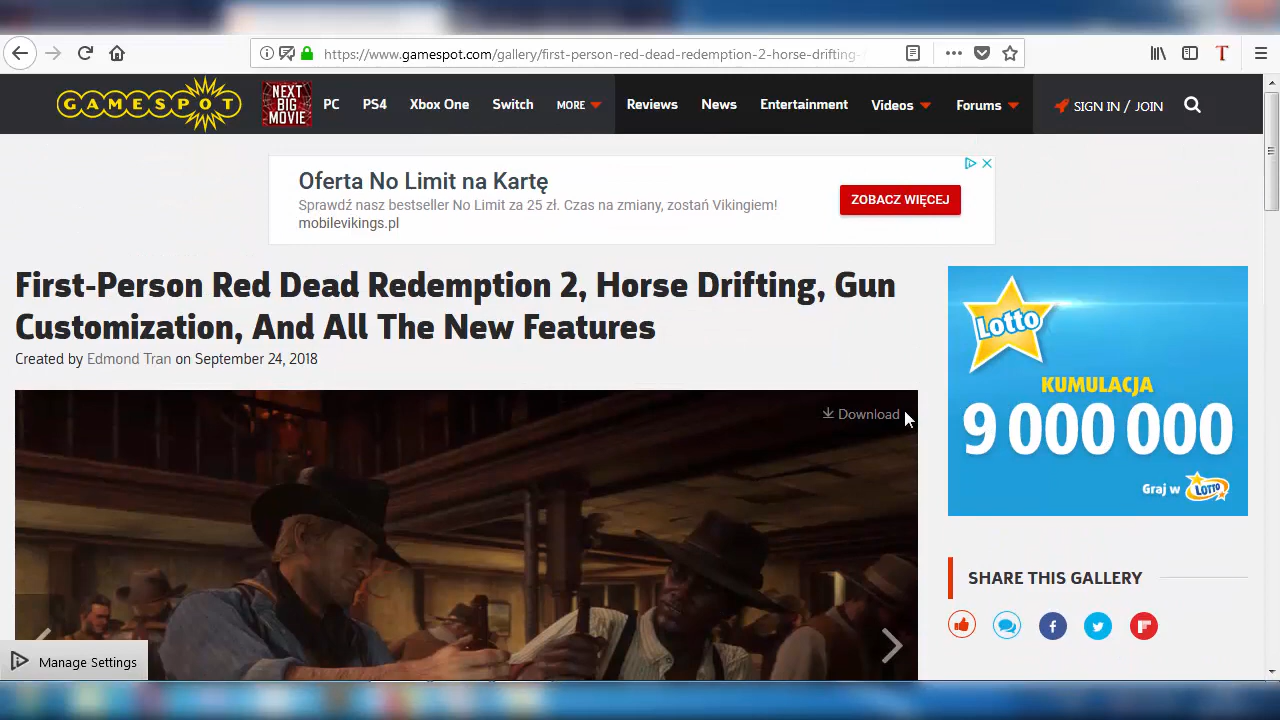 https://www.gamespot.com/gallery/first-person-red-dead-redemption-2-horse-drifting-
T
GAMESPOT
NEXT BIG MOVIE
PC PS4 Xbox One Switch MORE Reviews News Entertainment Videos Forums SIGN IN / JOIN
Oferta No Limit na Kartę
Sprawdź nasz bestseller No Limit za 25 zł. Czas na zmiany, zostań Vikingiem!
mobilevikings.pl
ZOBACZ WIĘCEJ
First-Person Red Dead Redemption 2, Horse Drifting, Gun
Customization, And All The New Features
Created by Edmond Tran on September 24, 2018
Download
Lotto
KUMULACJA
9 000 000
Graj w LOTTO
SHARE THIS GALLERY
Manage Settings